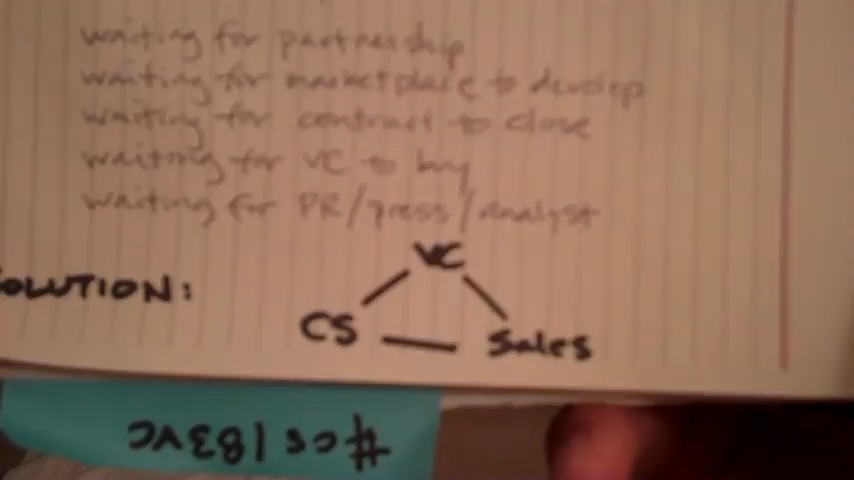 waiting for partnership
waiting for marketplace to develop
waiting for contract to close
waiting for VC to buy
waiting for PR/press/analyst
OLUTION:
VC
CS
Sales
#cs183vc